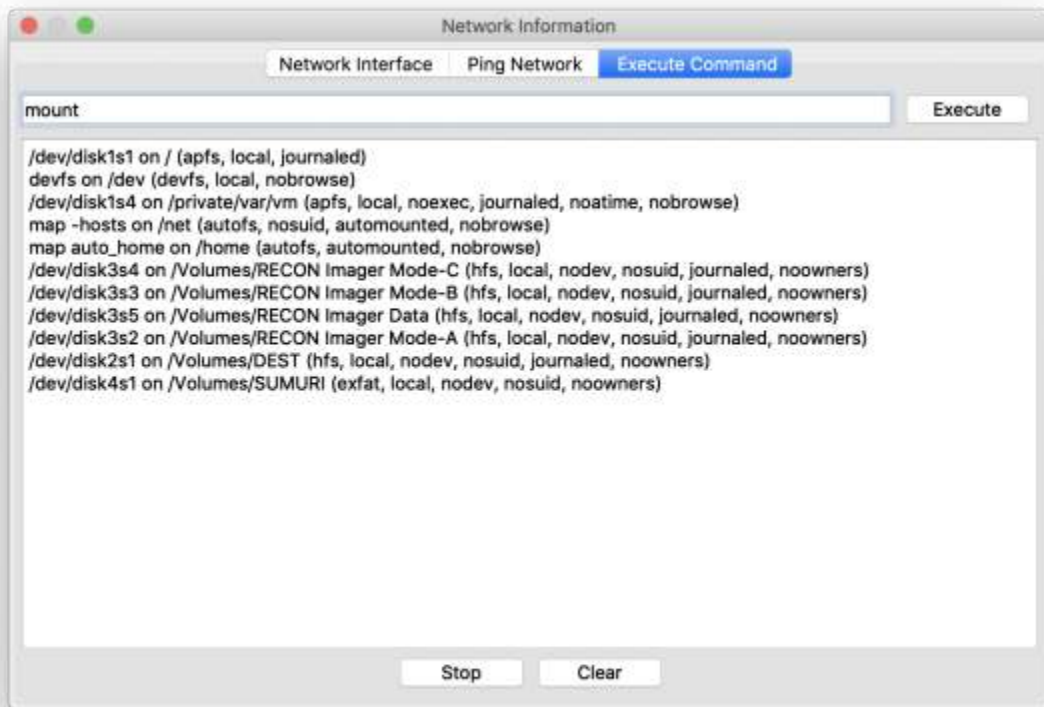 Network Information
Network Interface Ping Network Execute Command
mount Execute
/dev/disk1s1 on / (apfs, local, journaled)
devfs on /dev (devfs, local, nobrowse)
/dev/disk1s4 on /private/var/vm (apfs, local, noexec, journaled, noatime, nobrowse)
map -hosts on /net (autofs, nosuid, automounted, nobrowse)
map auto_home on /home (autofs, automounted, nobrowse)
/dev/disk3s4 on /Volumes/RECON Imager Mode-C (hfs, local, nodev, nosuid, journaled, noowners)
/dev/disk3s3 on /Volumes/RECON Imager Mode-B (hfs, local, nodev, nosuid, journaled, noowners)
/dev/disk3s5 on /Volumes/RECON Imager Data (hfs, local, nodev, nosuid, journaled, noowners)
/dev/disk3s2 on /Volumes/RECON Imager Mode-A (hfs, local, nodev, nosuid, journaled, noowners)
/dev/disk2s1 on /Volumes/DEST (hfs, local, nodev, nosuid, journaled, noowners)
/dev/disk4s1 on /Volumes/SUMURI (exfat, local, nodev, nosuid, noowners)
Stop Clear